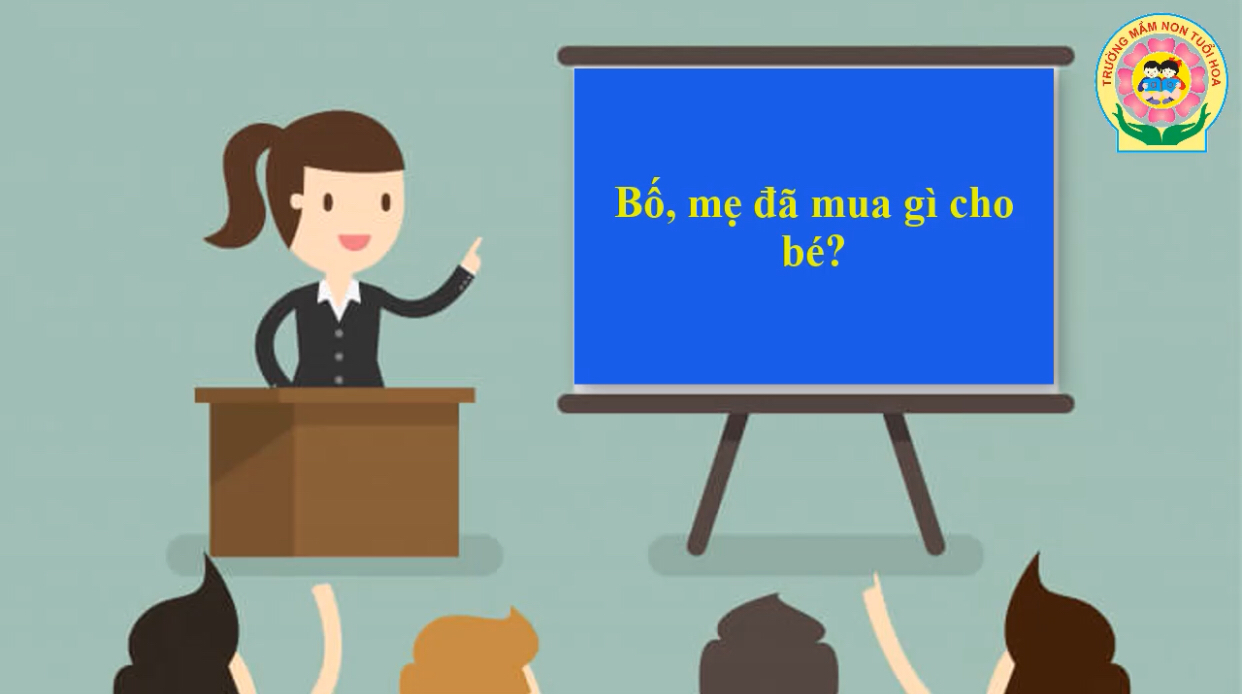 TRƯỜNG MẦM NON TUỔI HOA
Bố, mẹ đã mua gì cho
bé?